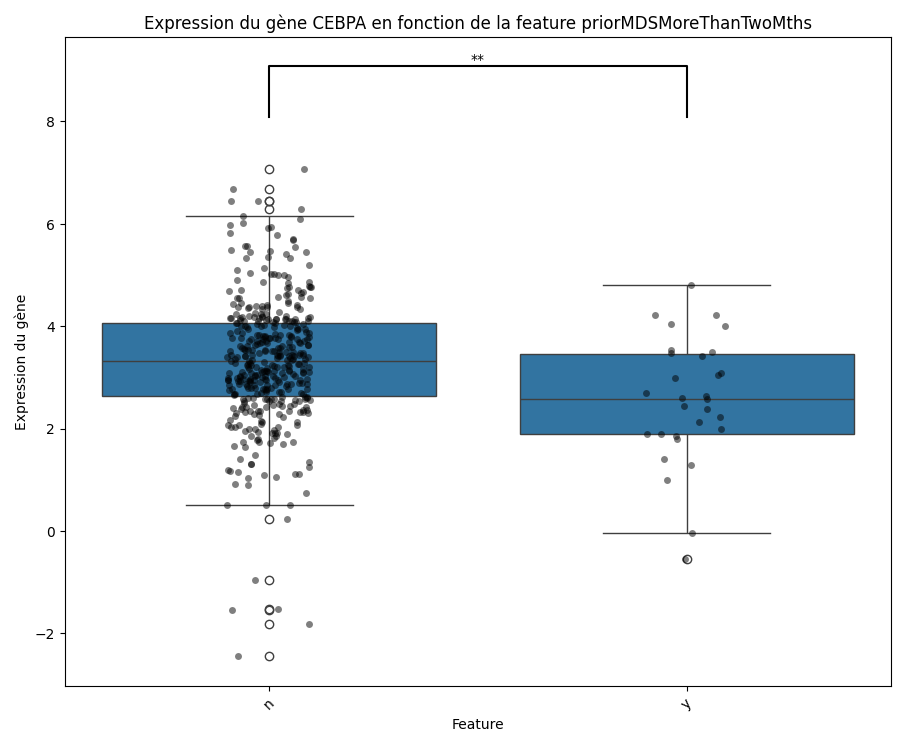 Expression du gène CEBPA en fonction de la feature priorMDSMoreThanTwoMths
**
8
6
4
2
0
−2
Expression du gène
n
y
Feature